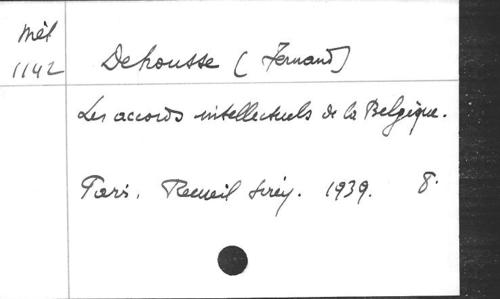 Mél
1142
Dehousse (Fernand)
Les accords intellectuels de la Belgique.
Paris. Recueil Sirey. 1939. 8.